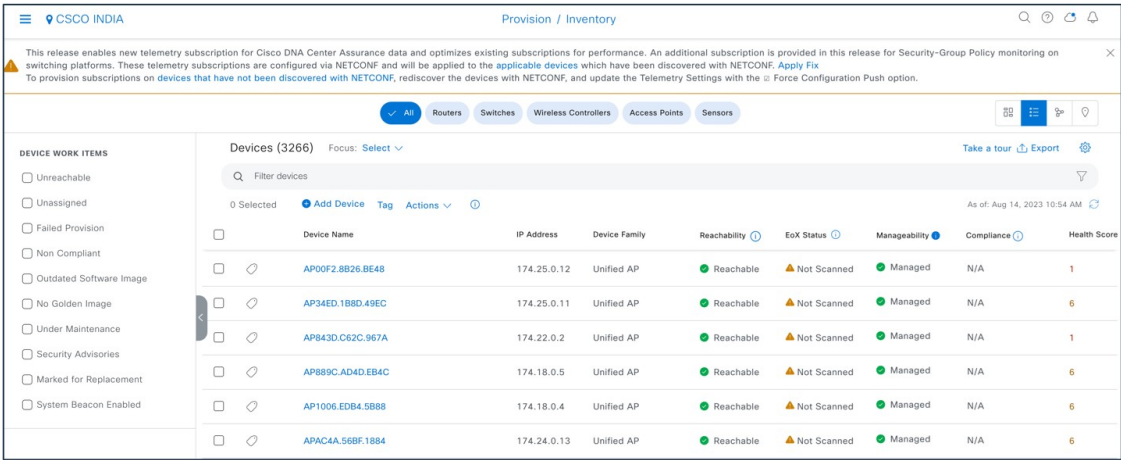 CSCO INDIA
Provision / Inventory
This release enables new telemetry subscription for Cisco DNA Center Assurance data and optimizes existing subscriptions for performance. An additional subscription is provided in this release for Security-Group Policy monitoring on
switching platforms. These telemetry subscriptions are configured via NETCONF and will be applied to the applicable devices which have been discovered with NETCONF. Apply Fix
To provision subscriptions on devices that have not been discovered with NETCONF, rediscover the devices with NETCONF, and update the Telemetry Settings with the ☑ Force Configuration Push option.
All Routers Switches Wireless Controllers Access Points Sensors
DEVICE WORK ITEMS
Unreachable
Unassigned
Failed Provision
Non Compliant
Outdated Software Image
No Golden Image
Under Maintenance
Security Advisories
Marked for Replacement
System Beacon Enabled
Devices (3266) Focus: Select Take a tour Export
Filter devices
0 Selected Add Device Tag Actions As of: Aug 14, 2023 10:54 AM
Device Name IP Address Device Family Reachability EoX Status Manageability Compliance Health Score
AP00F2.8B26.BE48 174.25.0.12 Unified AP Reachable Not Scanned Managed N/A 1
AP34ED.1B8D.49EC 174.25.0.11 Unified AP Reachable Not Scanned Managed N/A 6
AP843D.C62C.967A 174.22.0.2 Unified AP Reachable Not Scanned Managed N/A 1
AP889C.AD4D.EB4C 174.18.0.5 Unified AP Reachable Not Scanned Managed N/A 6
AP1006.EDB4.5B88 174.18.0.4 Unified AP Reachable Not Scanned Managed N/A 6
APAC4A.56BF.1884 174.24.0.13 Unified AP Reachable Not Scanned Managed N/A 6